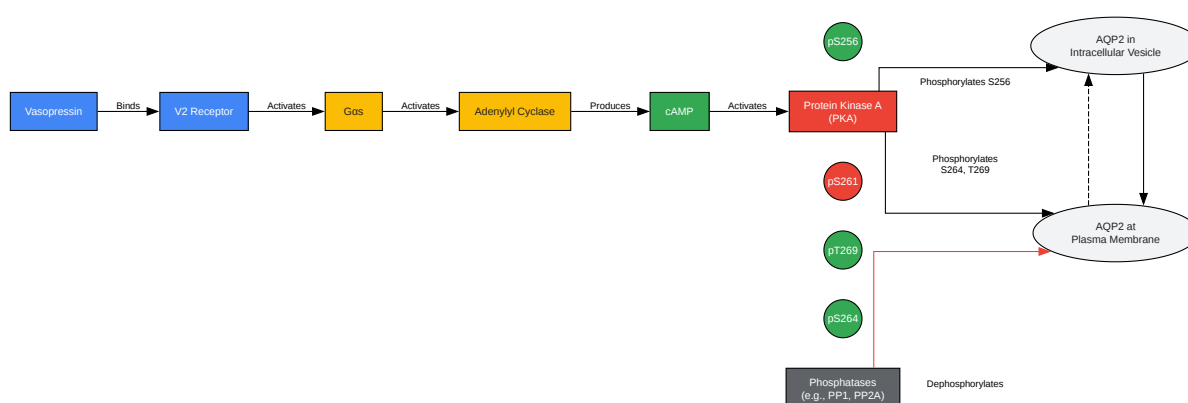 pS256
AQP2 in
Intracellular Vesicle
Phosphorylates S256
Vasopressin
Binds
V2 Receptor
Activates
Gαs
Activates
Adenylyl Cyclase
Produces
cAMP
Activates
Protein Kinase A
(PKA)
Phosphorylates
S264, T269
pS261
AQP2 at
Plasma Membrane
pT269
pS264
Phosphatases
(e.g., PP1, PP2A)
Dephosphorylates